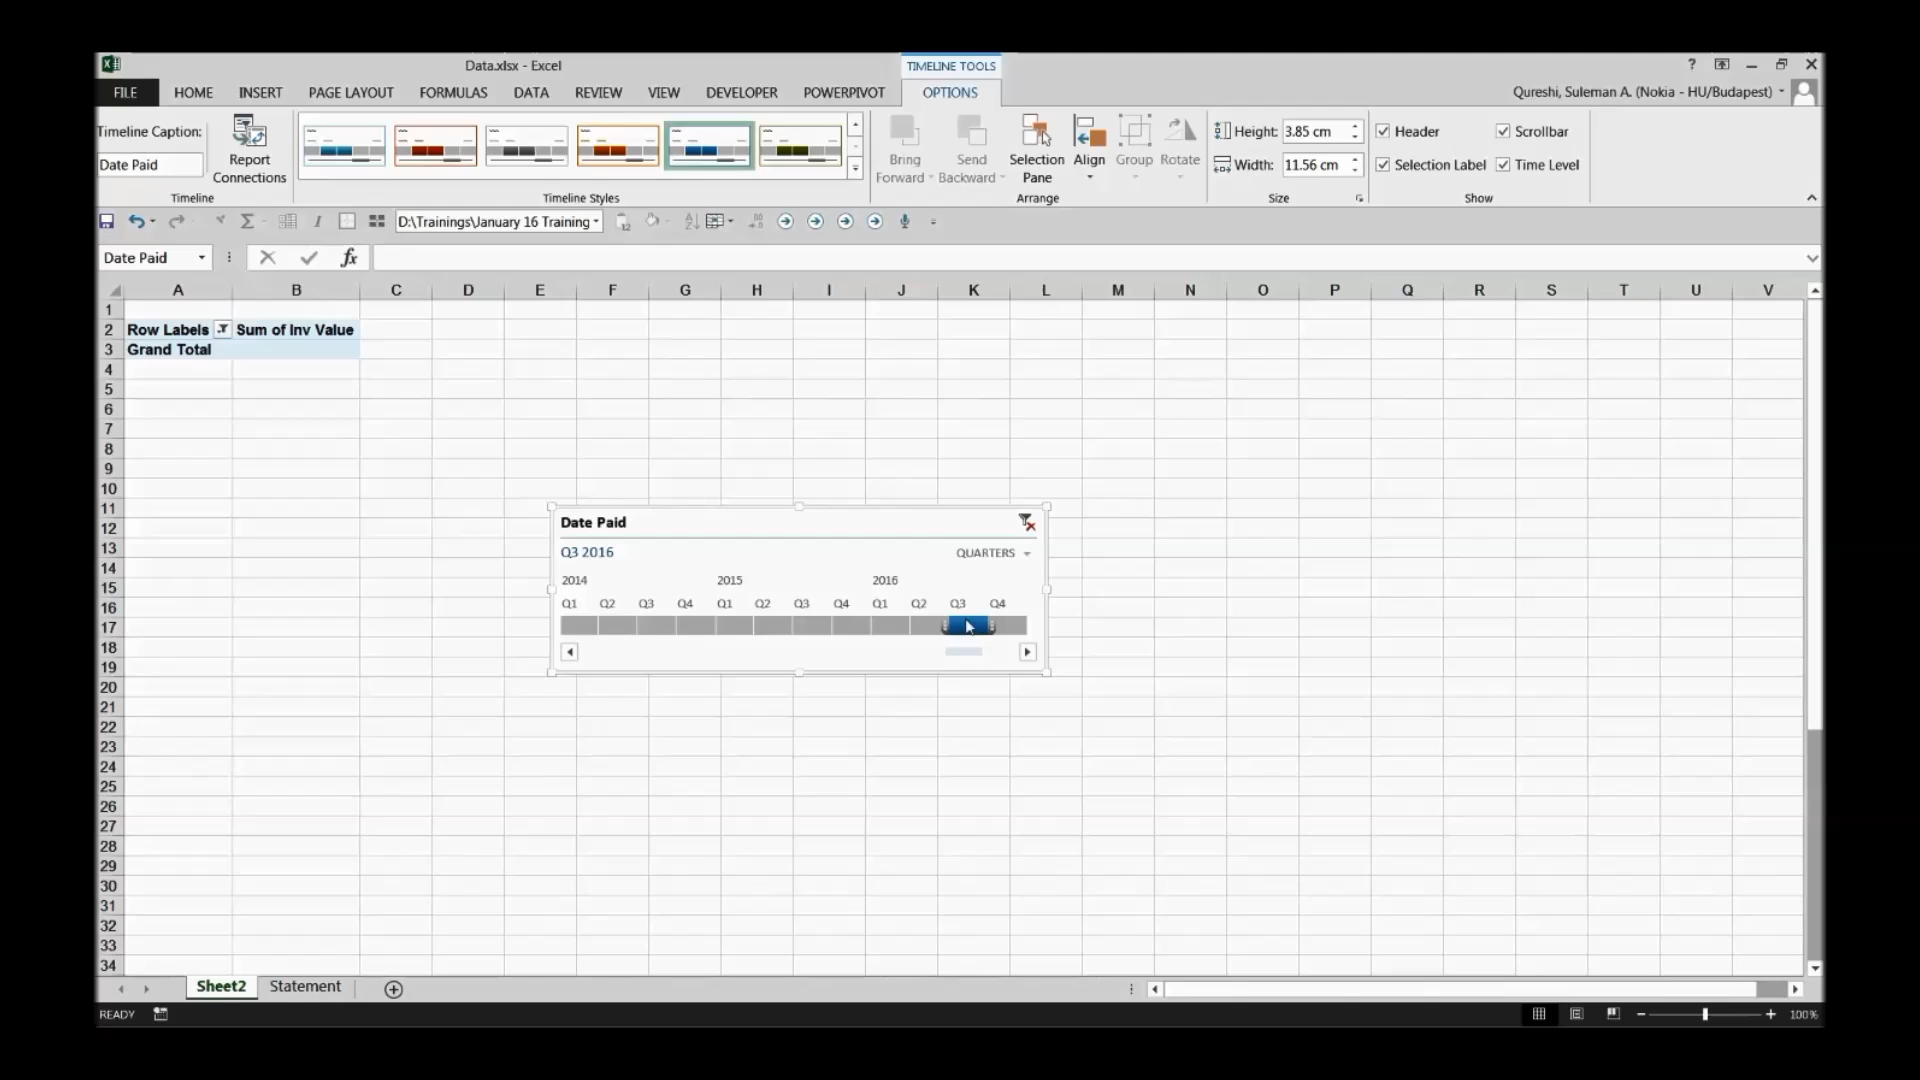 Data.xlsx - Excel
TIMELINE TOOLS
?
FILE HOME INSERT PAGE LAYOUT FORMULAS DATA REVIEW VIEW DEVELOPER POWERPIVOT OPTIONS
Qureshi, Suleman A. (Nokia - HU/Budapest)
Timeline Caption:
Date Paid
Report
Connections
Timeline
Timeline Styles
Bring
Forward
Send
Backward
Selection
Pane
Align
Group
Rotate
Arrange
Height: 3.85 cm
Width: 11.56 cm
Size
Header
Scrollbar
Selection Label
Time Level
Show
D:\Trainings\January 16 Training
Date Paid
fx
A B C D E F G H I J K L M N O P Q R S T U V
1
2 Row Labels Sum of Inv Value
3 Grand Total
4
5
6
7
8
9
10
11
12
13
14
15
16
17
18
19
20
21
22
23
24
25
26
27
28
29
30
31
32
33
34
Date Paid
Q3 2016
QUARTERS
2014 2015 2016
Q1 Q2 Q3 Q4 Q1 Q2 Q3 Q4 Q1 Q2 Q3 Q4
Sheet2 Statement
READY
100%